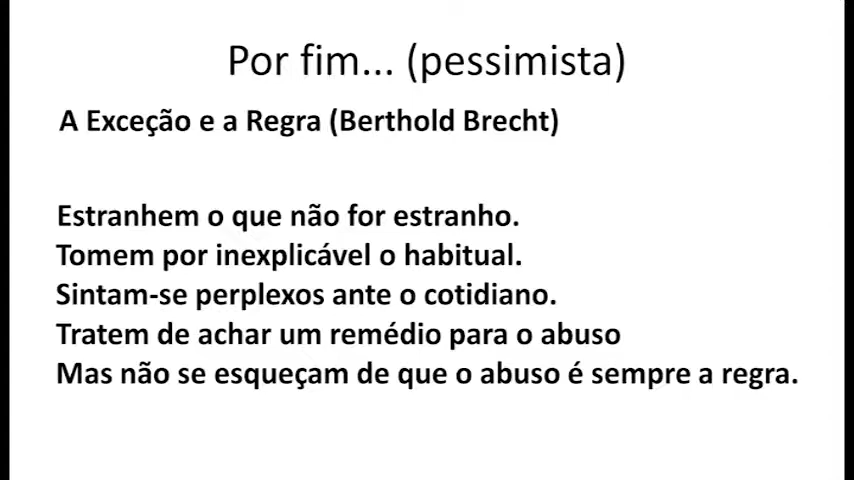 Por fim... (pessimista)
A Exceção e a Regra (Berthold Brecht)
Estranhem o que não for estranho.
Tomem por inexplicável o habitual.
Sintam-se perplexos ante o cotidiano.
Tratem de achar um remédio para o abuso
Mas não se esqueçam de que o abuso é sempre a regra.